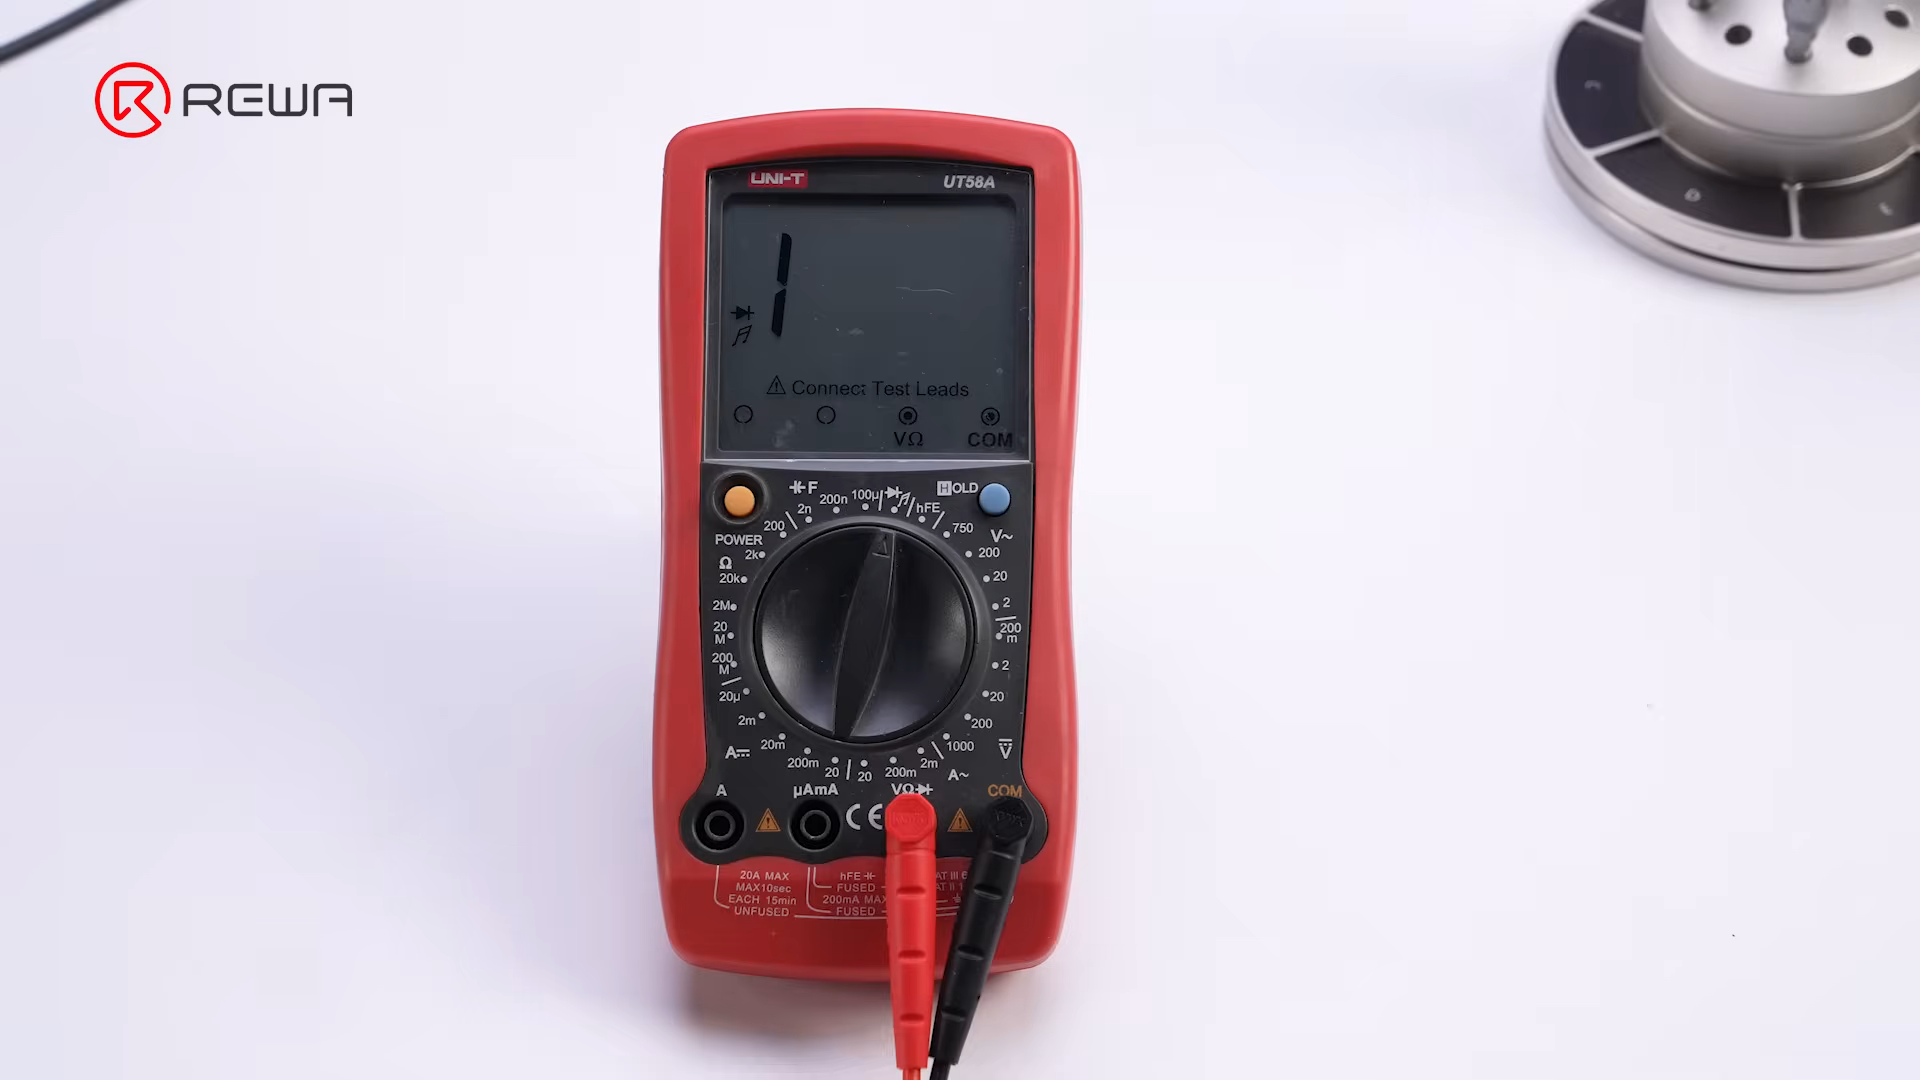 REWA
UNI-T
UT58A
1
Connect Test Leads
VΩ
COM
F
200n
100µ
HOLD
2n
hFE
200
750
POWER
V~
2k
200
Ω
20k
20
2M
2
20
M
200
m
200
M
2
20µ
20
2m
200
A
20m
1000
V
200m
2m
20
20
200m
A~
A
µAmA
VΩ
COM
CE
20A MAX
MAX10sec
EACH 15min
UNFUSED
hFE
FUSED
200mA MAX
FUSED